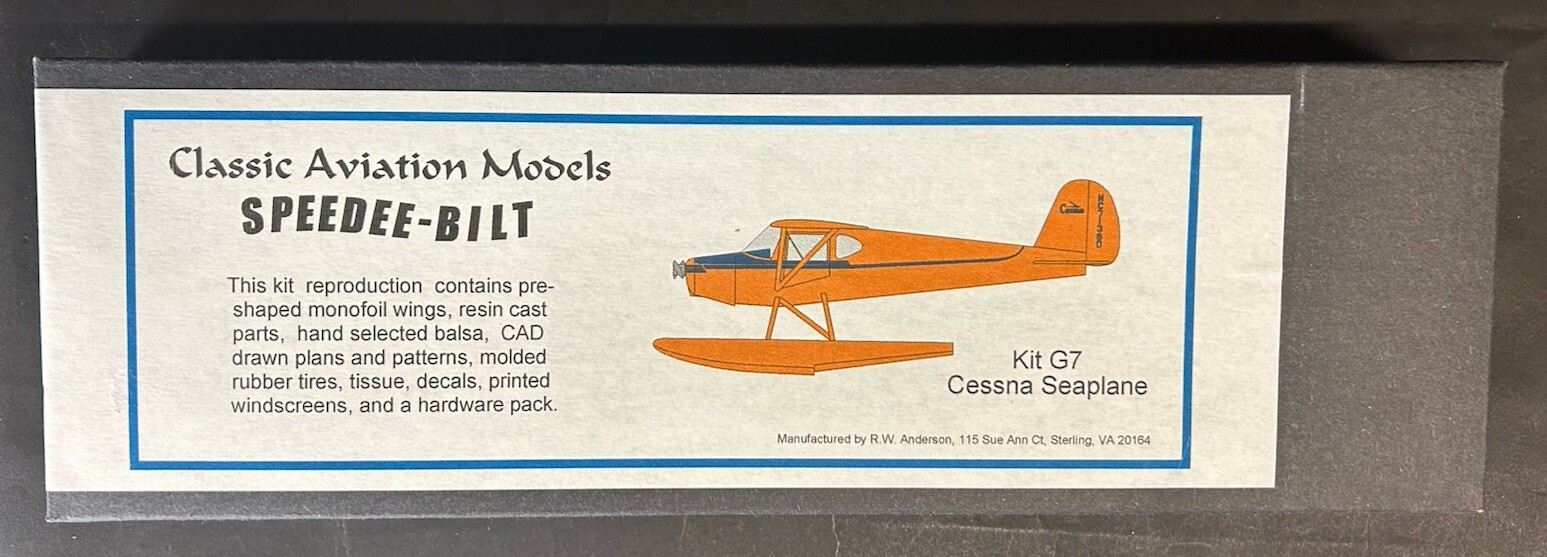 Classic Aviation Models
SPEEDEE-BILT
This kit reproduction contains pre-
shaped monofoil wings, resin cast
parts, hand selected balsa, CAD
drawn plans and patterns, molded
rubber tires, tissue, decals, printed
windscreens, and a hardware pack.
Cessna
Kit G7
Cessna Seaplane
Manufactured by R.W. Anderson, 115 Sue Ann Ct, Sterling, VA 20164